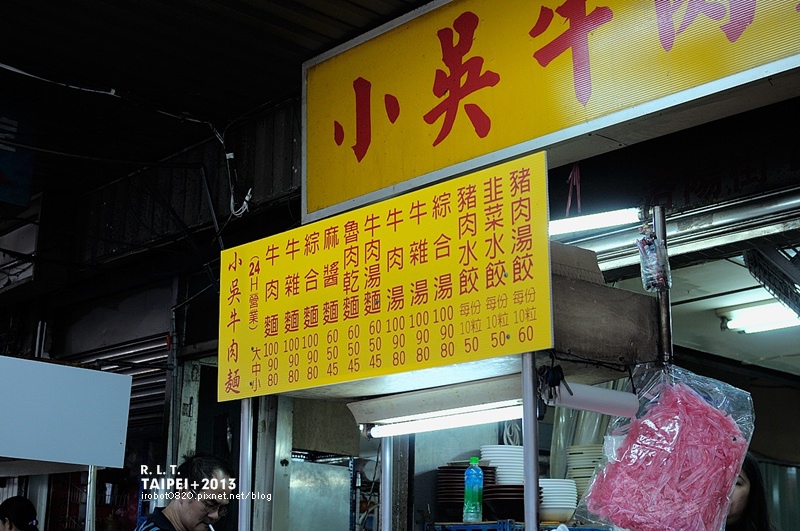 小吳牛肉
小吳牛肉麵
(24H營業) 大中小
牛肉麵 100 90 80
牛雜麵 100 90 80
綜合麵 100 90 80
麻醬麵 60 50 45
魯肉乾麵 60 50 45
牛肉湯麵 60 50 45
牛肉湯 100 90 80
牛雜湯 100 90 80
綜合湯 100 90 80
豬肉水餃 每份10粒 50
韭菜水餃 每份10粒 50
豬肉湯餃 每份10粒 60
R. L. T.
TAIPEI+2013
irobot0820.pixnet.net/blog